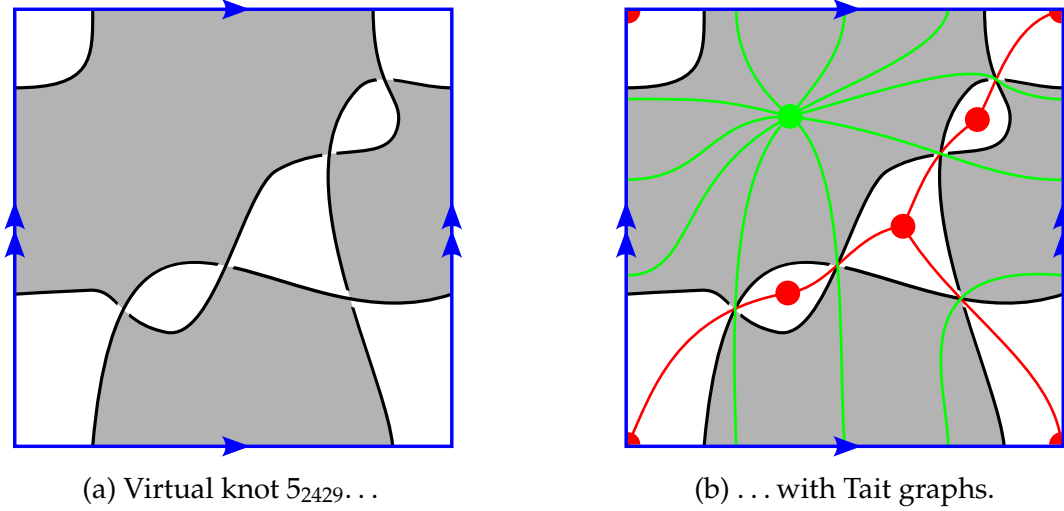 (a) Virtual knot 5₂₄₂₉...
(b) ...with Tait graphs.